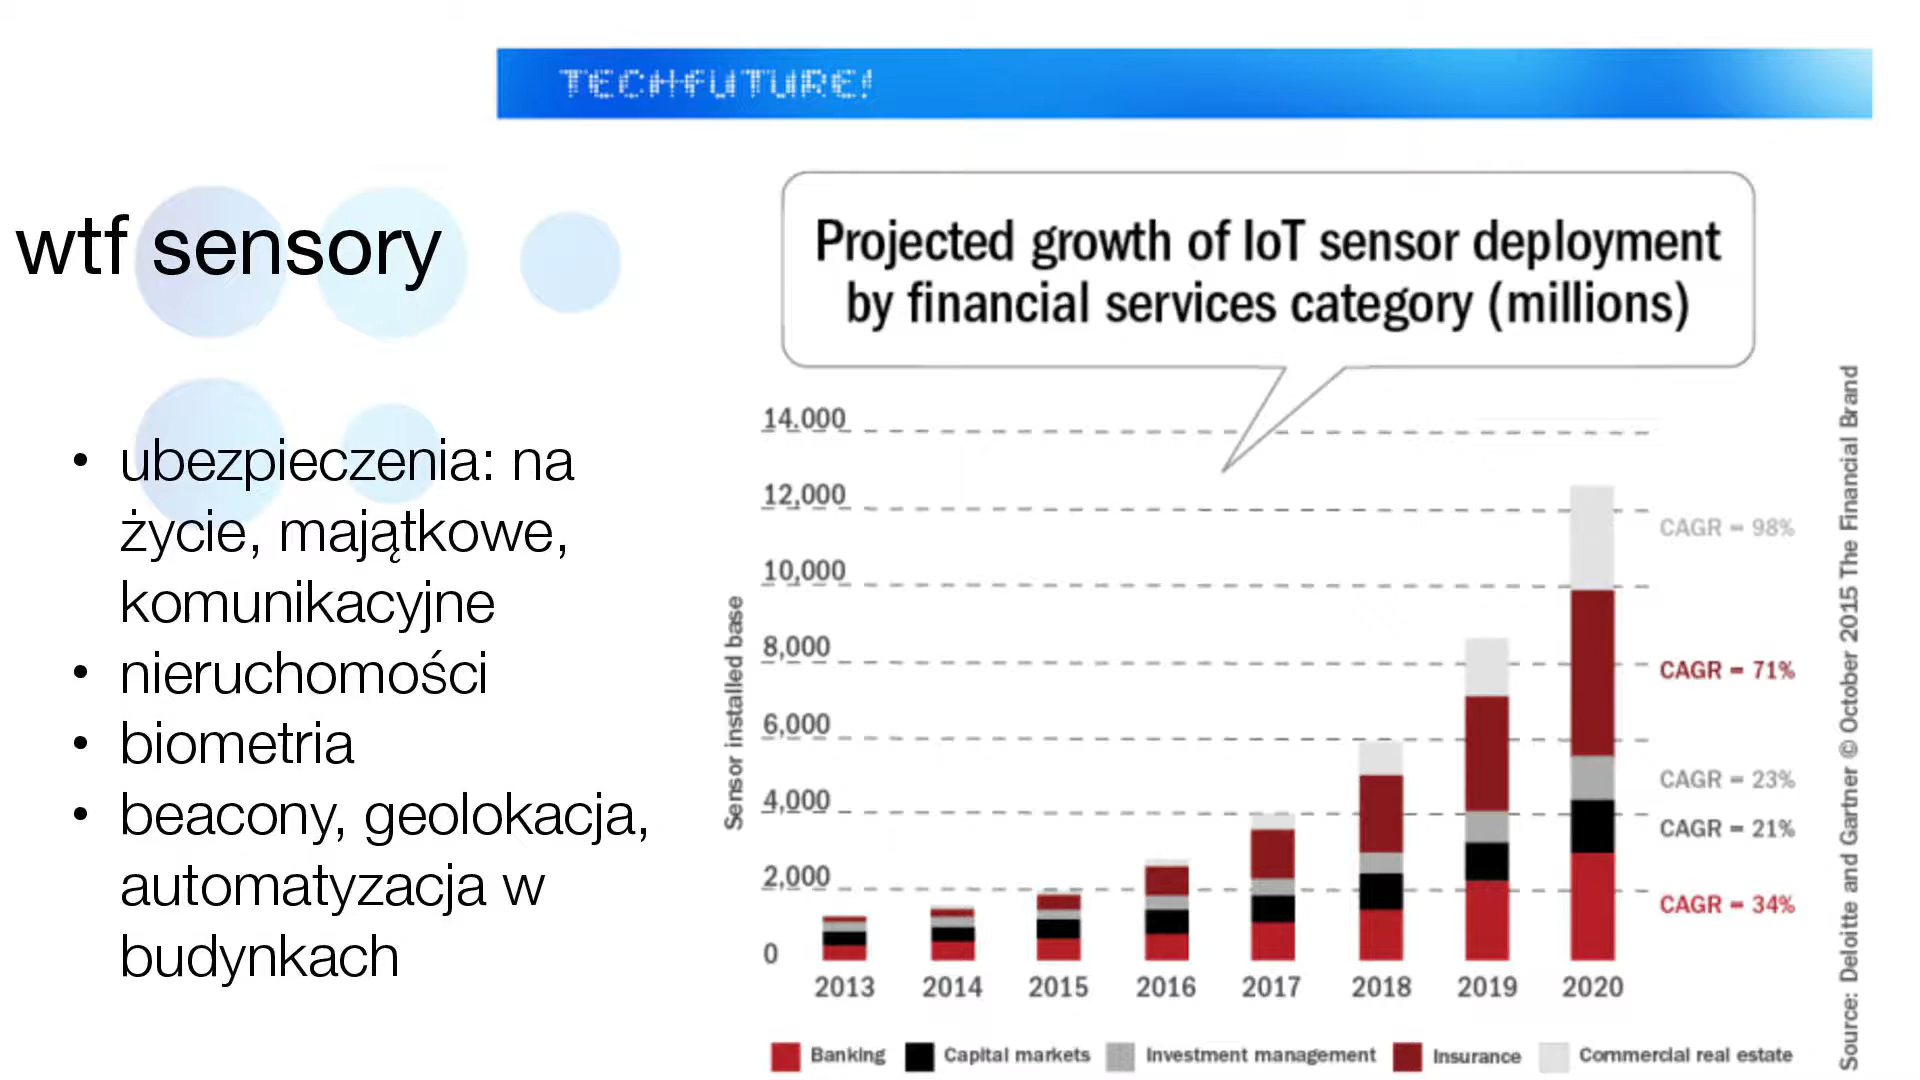 TECHFUTURE!
wtf sensory
• ubezpieczenia: na
życie, majątkowe,
komunikacyjne
• nieruchomości
• biometria
• beacony, geolokacja,
automatyzacja w
budynkach
Projected growth of IoT sensor deployment
by financial services category (millions)
Sensor installed base
14.000
12,000
10,000
8,000
6,000
4,000
2,000
0
2013 2014 2015 2016 2017 2018 2019 2020
CAGR = 98%
CAGR = 71%
CAGR = 23%
CAGR = 21%
CAGR = 34%
Banking Capital markets Investment management Insurance Commercial real estate
Source: Deloitte and Gartner © October 2015 The Financial Brand